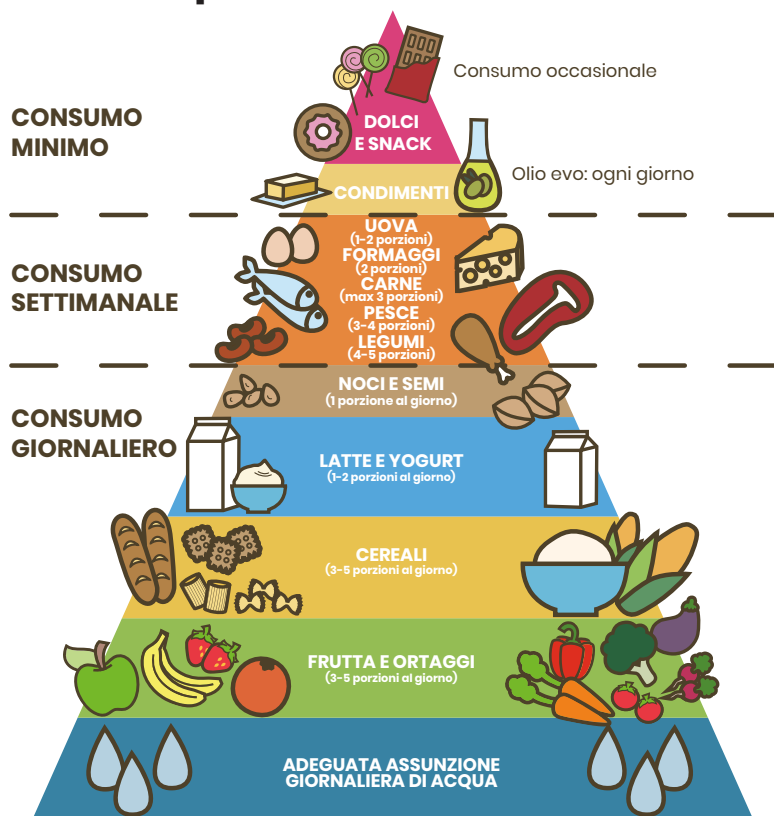 Consumo occasionale
CONSUMO
MINIMO
DOLCI
E SNACK
Olio evo: ogni giorno
CONDIMENTI
UOVA
(1-2 porzioni)
FORMAGGI
(2 porzioni)
CONSUMO
SETTIMANALE
CARNE
(max 3 porzioni)
PESCE
(3-4 porzioni)
LEGUMI
(4-5 porzioni)
NOCI E SEMI
(1 porzione al giorno)
CONSUMO
GIORNALIERO
LATTE E YOGURT
(1-2 porzioni al giorno)
CEREALI
(3-5 porzioni al giorno)
FRUTTA E ORTAGGI
(3-5 porzioni al giorno)
ADEGUATA ASSUNZIONE
GIORNALIERA DI ACQUA